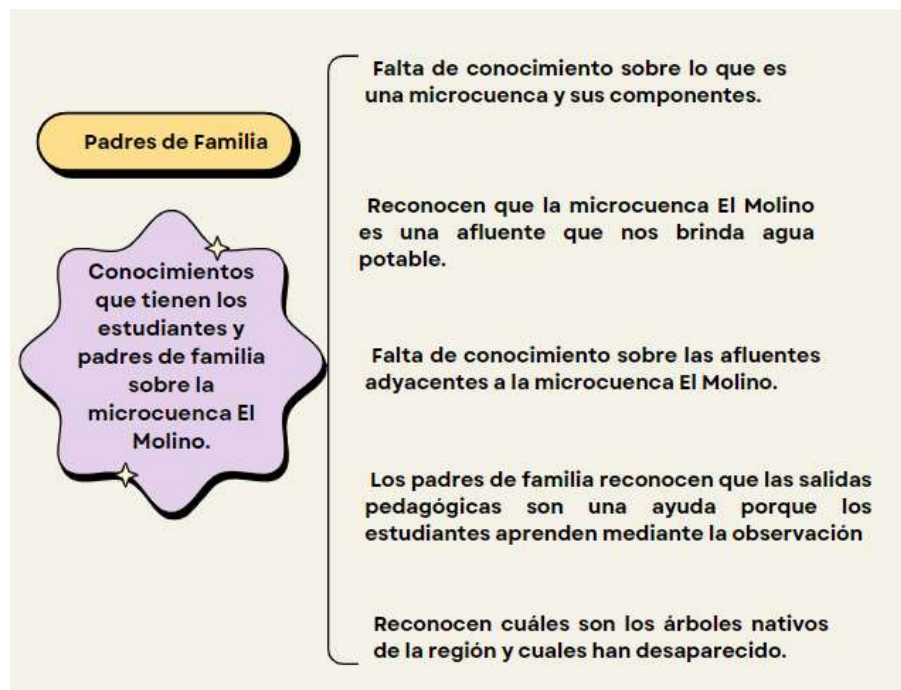 Padres de Familia
Conocimientos
que tienen los
estudiantes y
padres de familia
sobre la
microcuenca El
Molino.
Falta de conocimiento sobre lo que es
una microcuenca y sus componentes.
Reconocen que la microcuenca El Molino
es una afluente que nos brinda agua
potable.
Falta de conocimiento sobre las afluentes
adyacentes a la microcuenca El Molino.
Los padres de familia reconocen que las salidas
pedagógicas son una ayuda porque los
estudiantes aprenden mediante la observación
Reconocen cuáles son los árboles nativos
de la región y cuales han desaparecido.